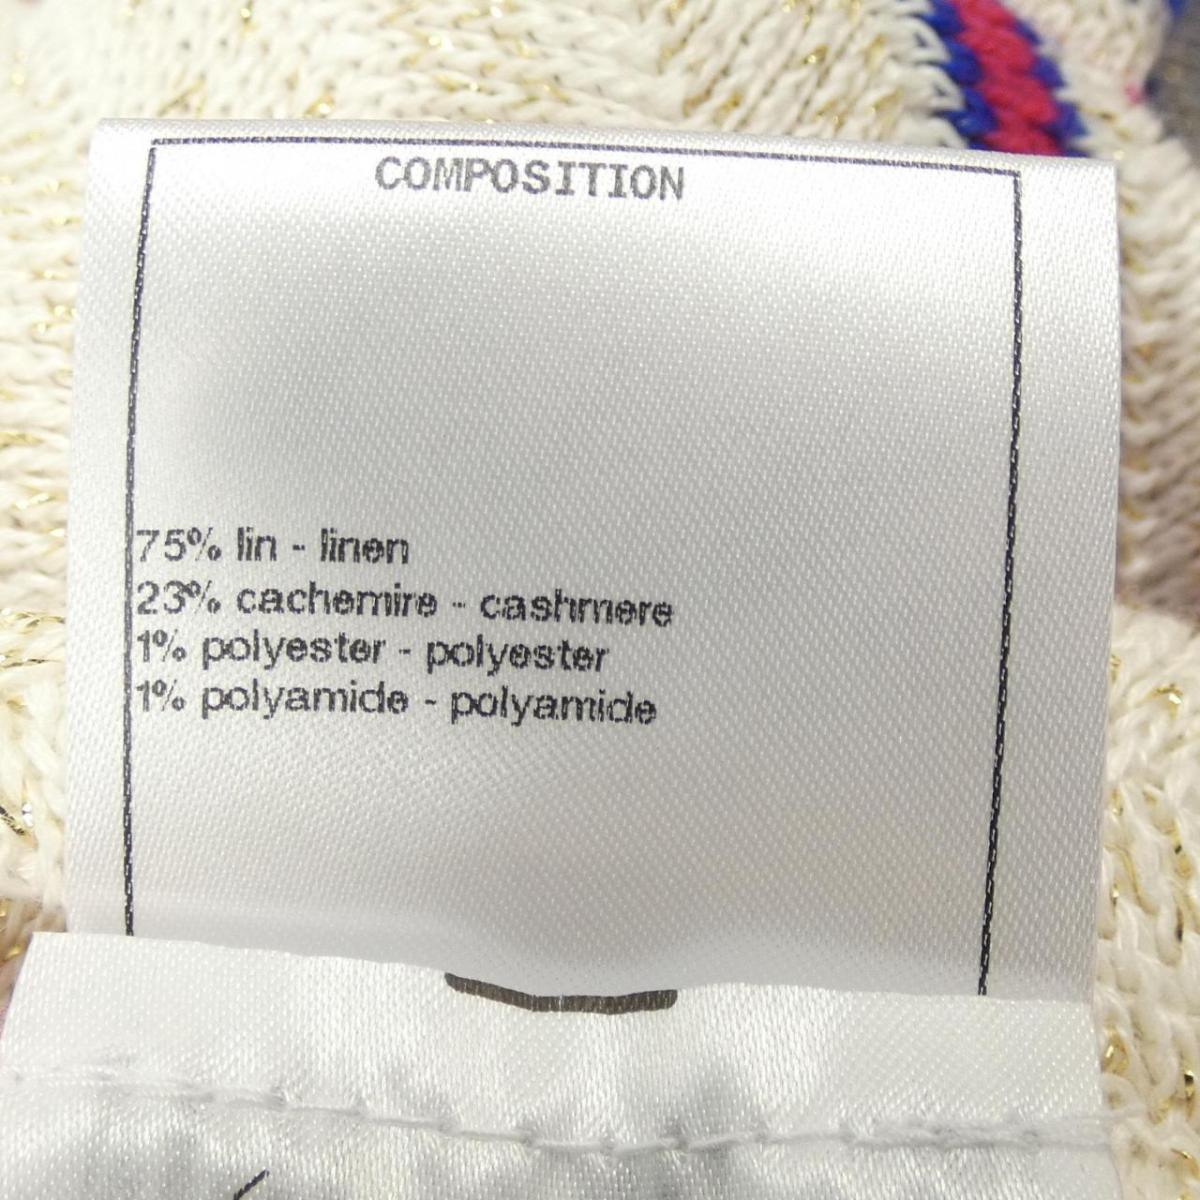 COMPOSITION
75% lin - linen
23% cachemire - cashmere
1% polyester - polyester
1% polyamide - polyamide